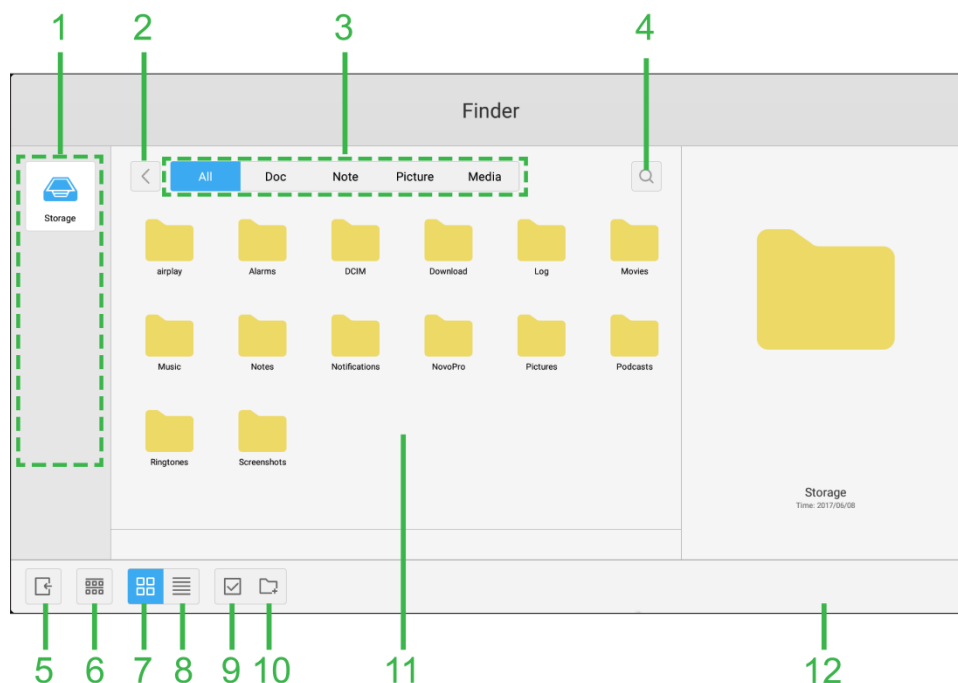 1 2 3 4
Finder
All Doc Note Picture Media
Storage
airplay Alarms DCIM Download Log Movies
Music Notes Notifications NovoPro Pictures Podcasts
Ringtones Screenshots
Storage
Time: 2017/06/08
5 6 7 8 9 10 11 12